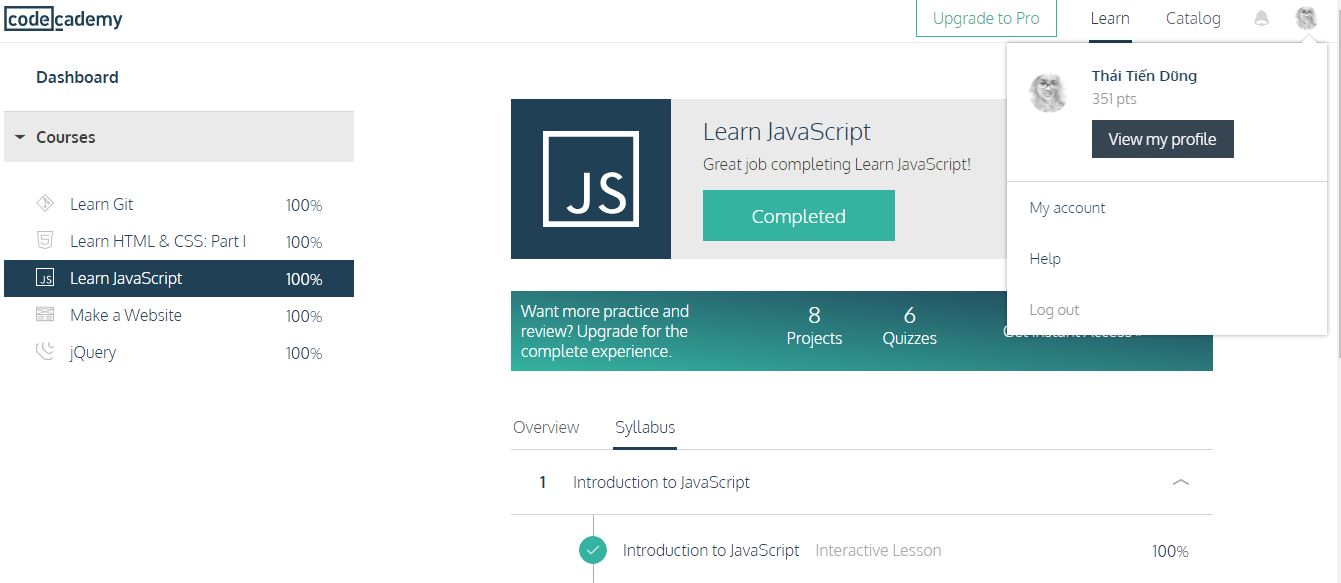 codecademy
Upgrade to Pro
Learn
Catalog
Dashboard
Courses
Learn Git 100%
Learn HTML & CSS: Part I 100%
JS Learn JavaScript 100%
Make a Website 100%
jQuery 100%
JS
Learn JavaScript
Great job completing Learn JavaScript!
Completed
Thái Tiến Dũng
351 pts
View my profile
My account
Help
Log out
Want more practice and
review? Upgrade for the
complete experience.
8
Projects
6
Quizzes
Get Instant Access
Overview
Syllabus
1 Introduction to JavaScript
Introduction to JavaScript Interactive Lesson 100%